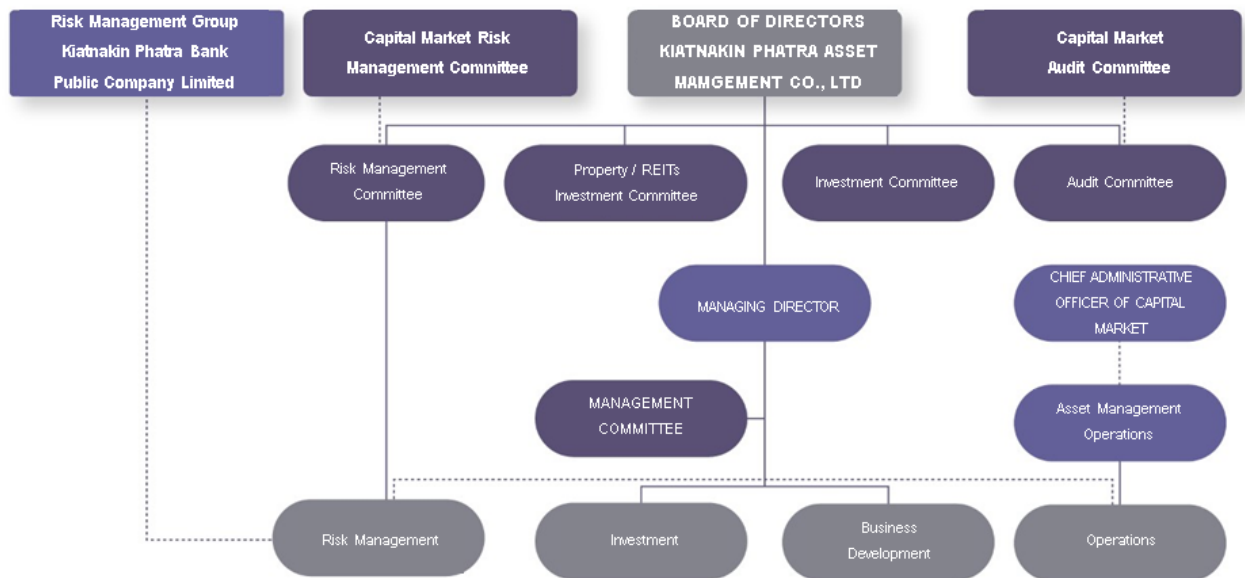 Risk Management Group
Kiatnakin Phatra Bank
Public Company Limited
Capital Market Risk
Management Committee
BOARD OF DIRECTORS
KIATNAKIN PHATRA ASSET
MAMGEMENT CO., LTD
Capital Market
Audit Committee
Risk Management
Committee
Property / REITs
Investment Committee
Investment Committee
Audit Committee
MANAGING DIRECTOR
CHIEF ADMINISTRATIVE
OFFICER OF CAPITAL
MARKET
MANAGEMENT
COMMITTEE
Asset Management
Operations
Risk Management
Investment
Business
Development
Operations